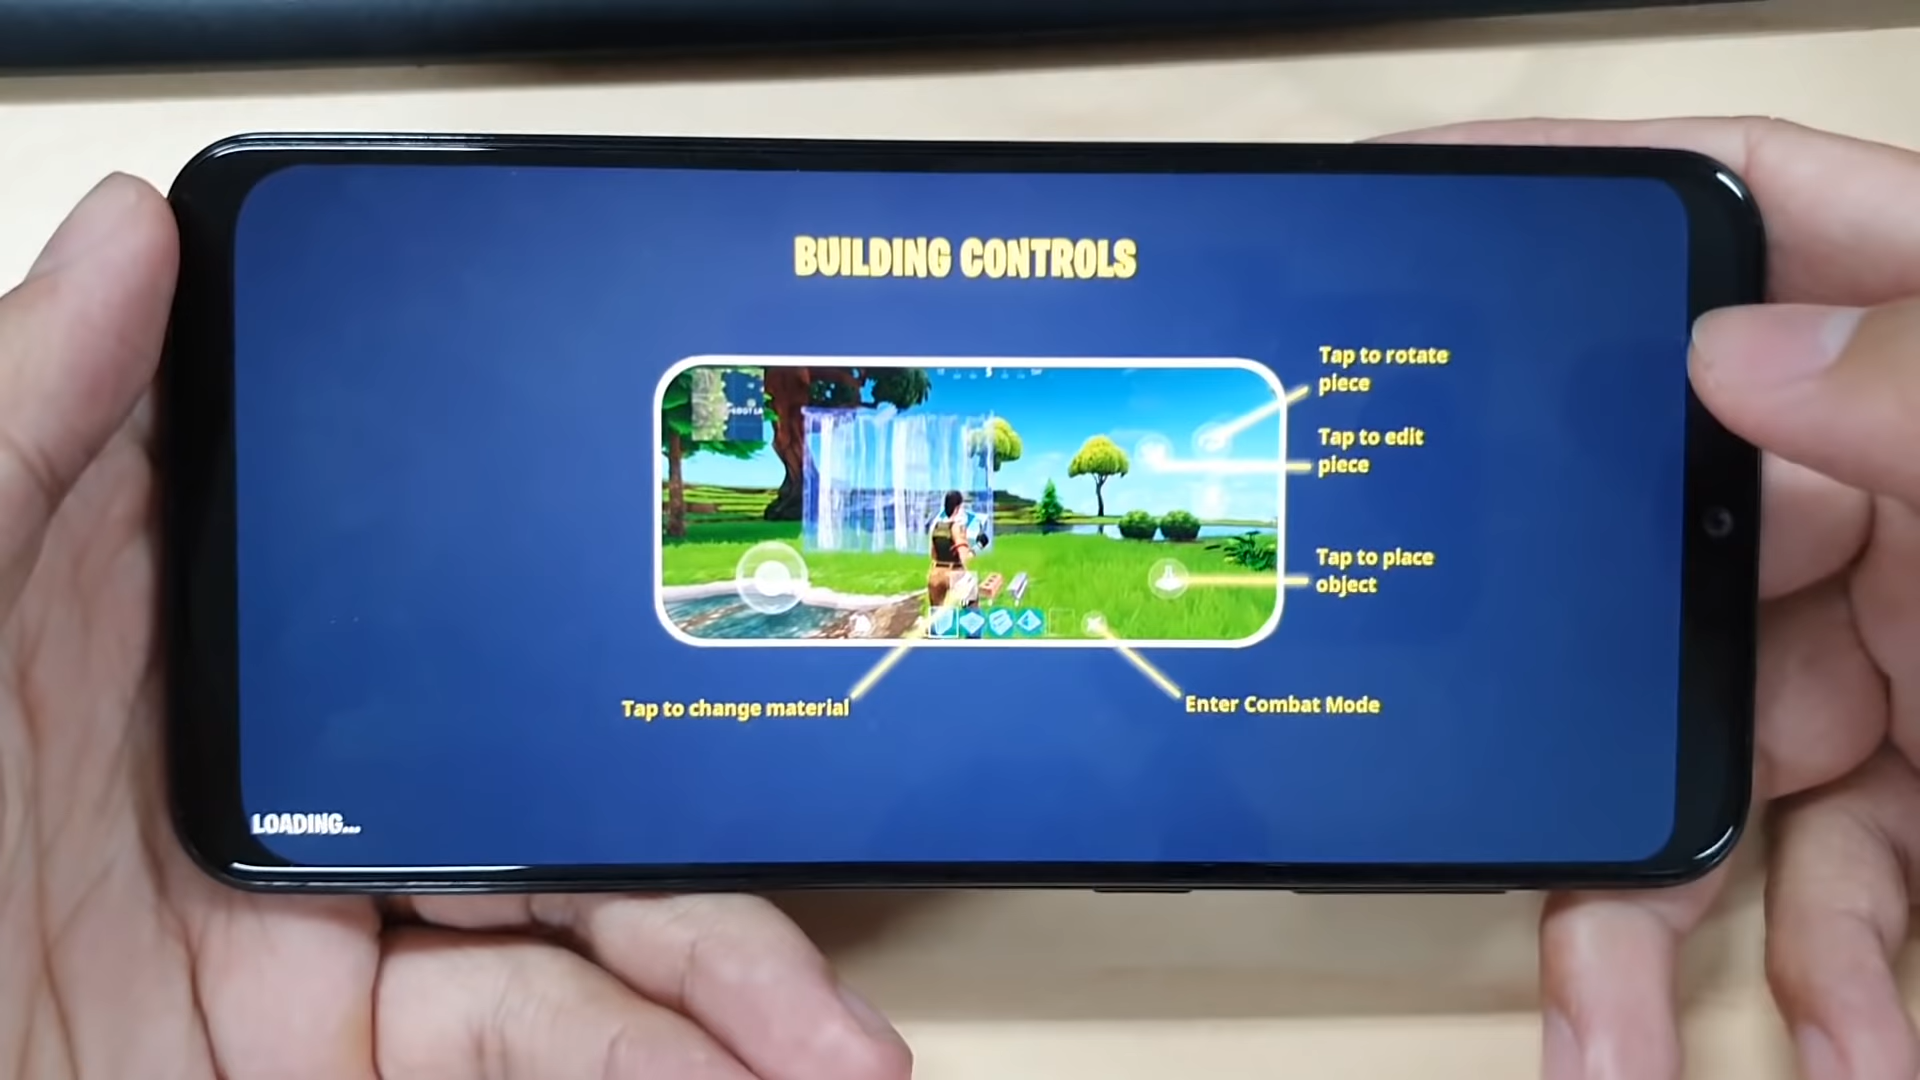 BUILDING CONTROLS
Tap to rotate
piece
Tap to edit
piece
Tap to place
object
Tap to change material
Enter Combat Mode
LOADING...